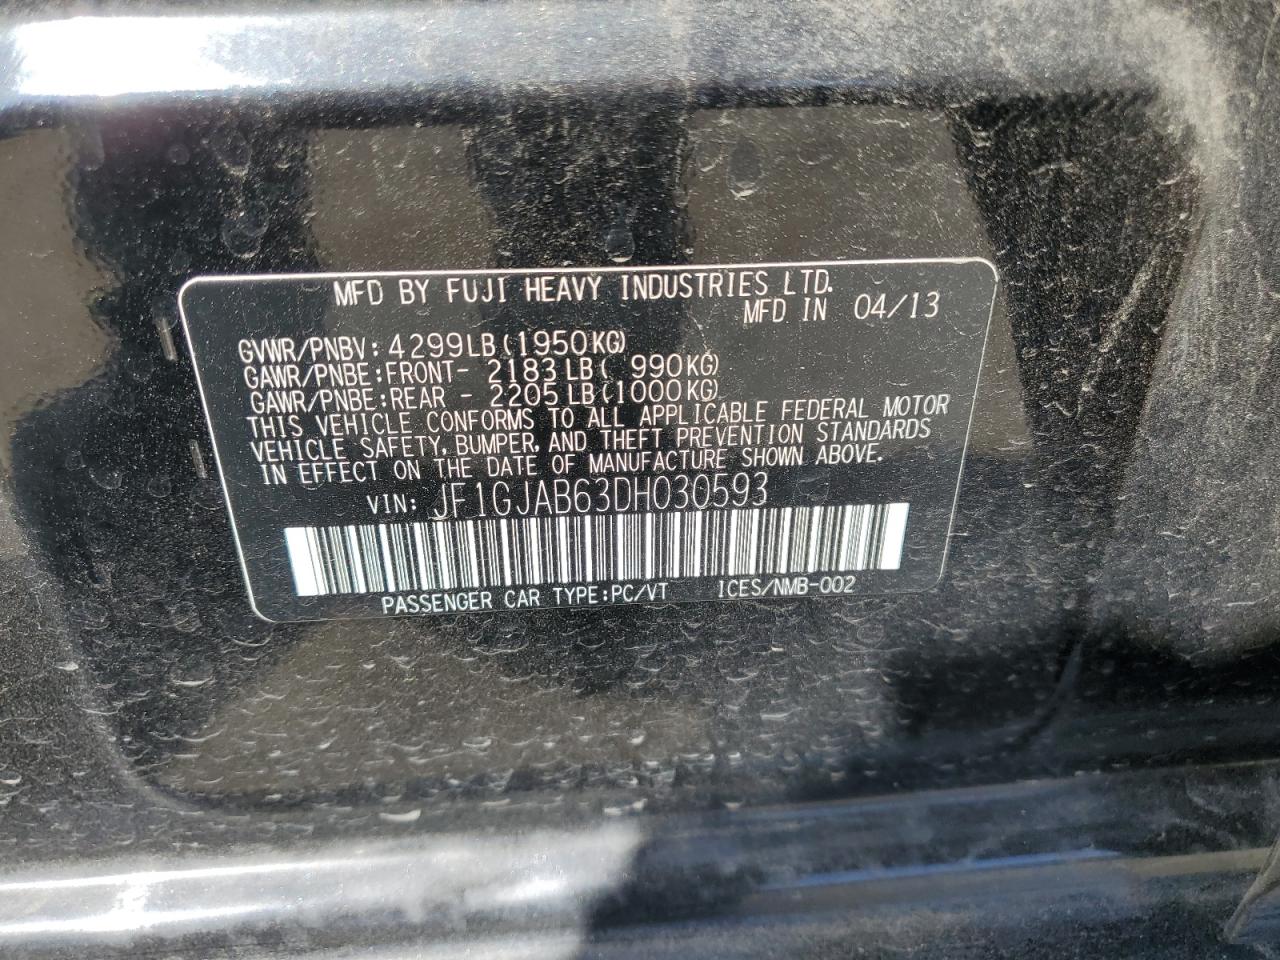 MFD BY FUJI HEAVY INDUSTRIES LTD.
MFD IN 04/13
GVWR/PNBV: 4299LB(1950KG)
GAWR/PNBE:FRONT- 2183LB( 990KG)
GAWR/PNBE:REAR - 2205LB(1000KG)
THIS VEHICLE CONFORMS TO ALL APPLICABLE FEDERAL MOTOR
VEHICLE SAFETY, BUMPER, AND THEFT PREVENTION STANDARDS
IN EFFECT ON THE DATE OF MANUFACTURE SHOWN ABOVE.
VIN: JF1GJAB63DH030593
PASSENGER CAR TYPE:PC/VT ICES/NMB-002